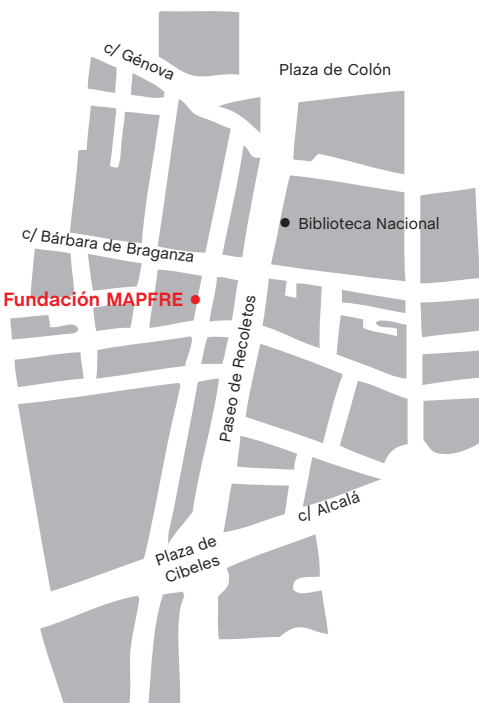 c/ Génova
Plaza de Colón
Biblioteca Nacional
c/ Bárbara de Braganza
Fundación MAPFRE
Paseo de Recoletos
c/ Alcalá
Plaza de
Cibeles